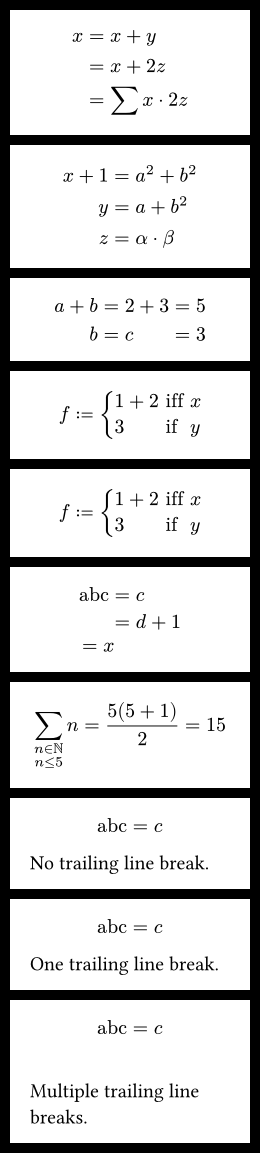 x = x + y
= x + 2z
= ∑ x · 2z
x + 1 = a² + b²
y = a + b²
z = α · β
a + b = 2 + 3 = 5
b = c = 3
f ≔ { 1 + 2 iff x
3 if y
f ≔ { 1 + 2 iff x
3 if y
abc = c
= d + 1
= x
∑ n = 5(5 + 1) / 2 = 15
n∈ℕ
n≤5
abc = c
No trailing line break.
abc = c
One trailing line break.
abc = c
Multiple trailing line
breaks.